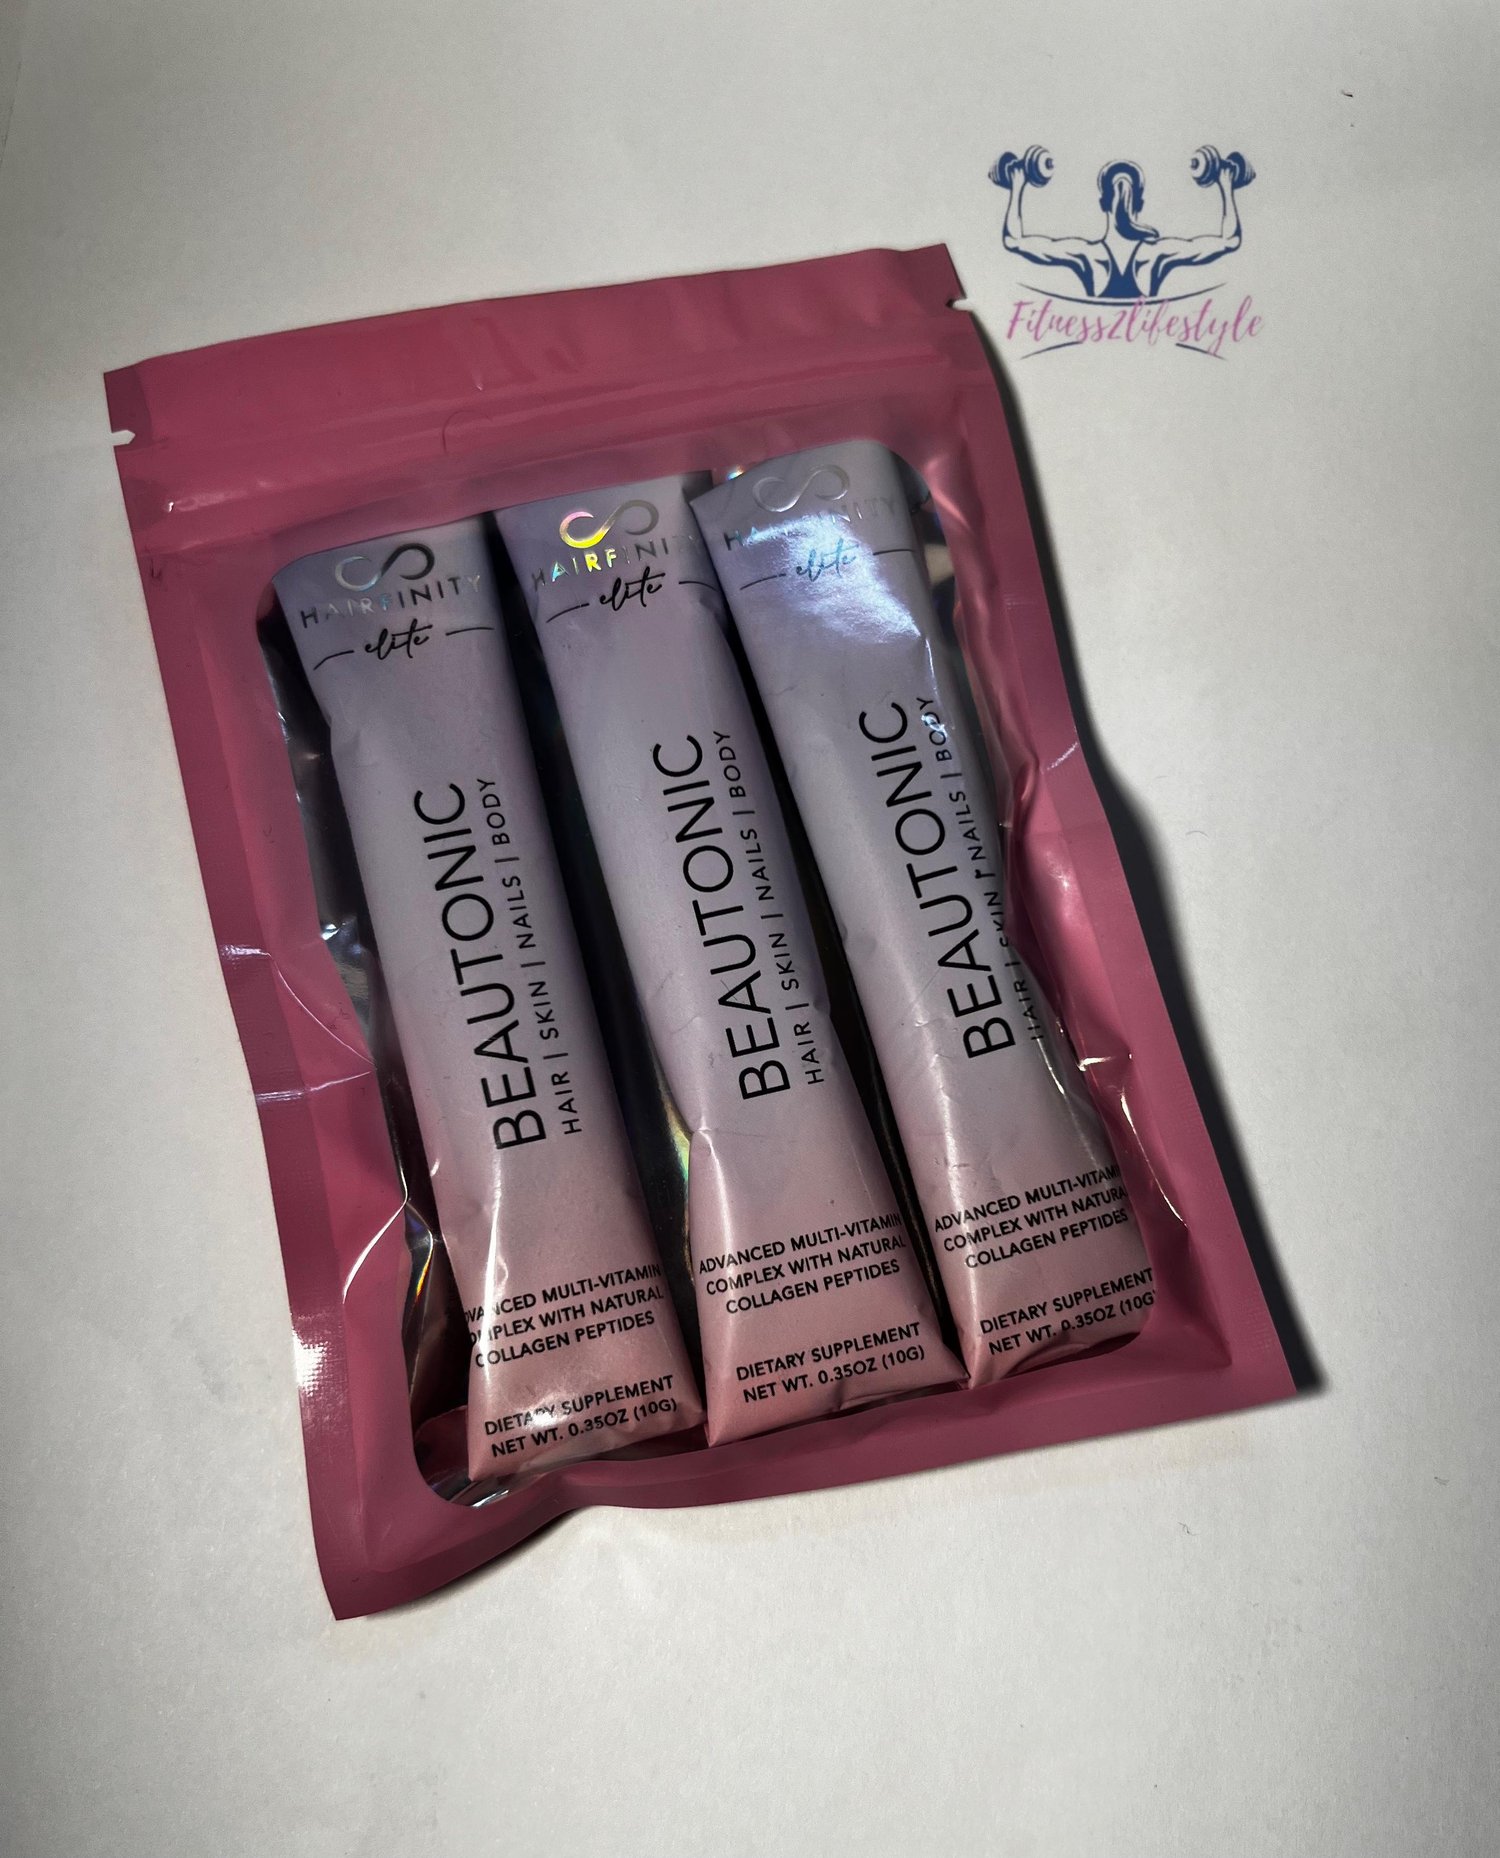 Fitness2lifestyle
HAIRFINITY
elite
BEAUTONIC
HAIR | SKIN | NAILS | BODY
ADVANCED MULTI-VITAMIN
COMPLEX WITH NATURAL
COLLAGEN PEPTIDES
DIETARY SUPPLEMENT
NET WT. 0.35OZ (10G)
HAIRFINITY
elite
BEAUTONIC
HAIR | SKIN | NAILS | BODY
ADVANCED MULTI-VITAMIN
COMPLEX WITH NATURAL
COLLAGEN PEPTIDES
DIETARY SUPPLEMENT
NET WT. 0.35OZ (10G)
HAIRFINITY
elite
BEAUTONIC
HAIR | SKIN | NAILS | BODY
ADVANCED MULTI-VITAMIN
COMPLEX WITH NATURAL
COLLAGEN PEPTIDES
DIETARY SUPPLEMENT
NET WT. 0.35OZ (10G)